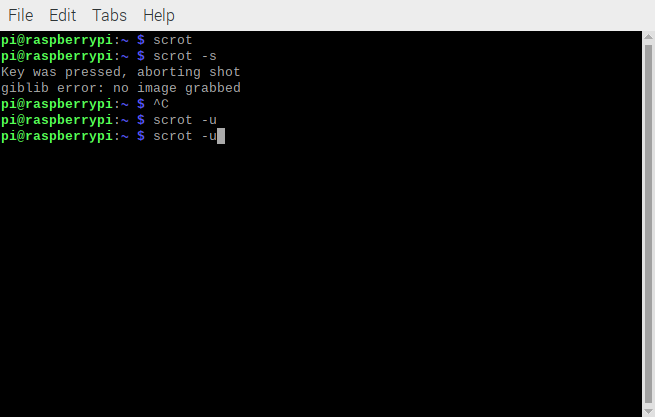 File Edit Tabs Help
pi@raspberrypi:~ $ scrot
pi@raspberrypi:~ $ scrot -s
Key was pressed, aborting shot
giblib error: no image grabbed
pi@raspberrypi:~ $ ^C
pi@raspberrypi:~ $ scrot -u
pi@raspberrypi:~ $ scrot -u